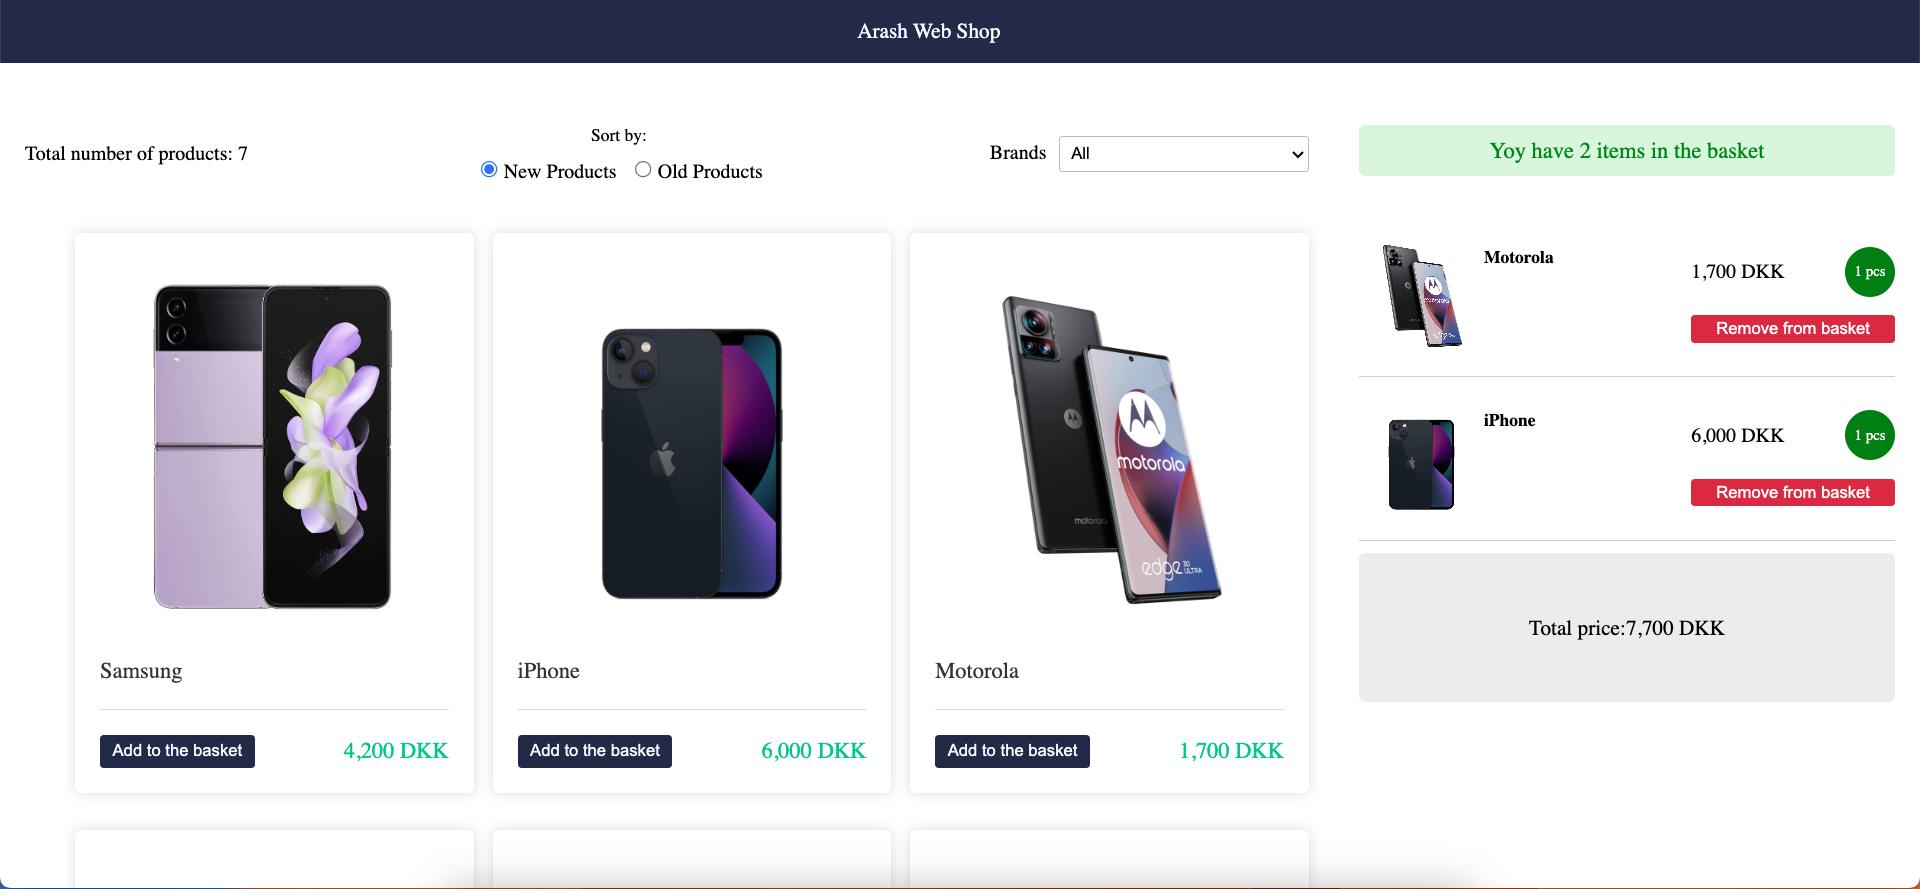 Arash Web Shop
Total number of products: 7
Sort by:
New Products Old Products
Brands All
Yoy have 2 items in the basket
motorola
motorola
edge 30 ULTRA
Samsung
iPhone
Motorola
Add to the basket 4,200 DKK
Add to the basket 6,000 DKK
Add to the basket 1,700 DKK
Motorola
1,700 DKK
1 pcs
Remove from basket
iPhone
6,000 DKK
1 pcs
Remove from basket
Total price:7,700 DKK